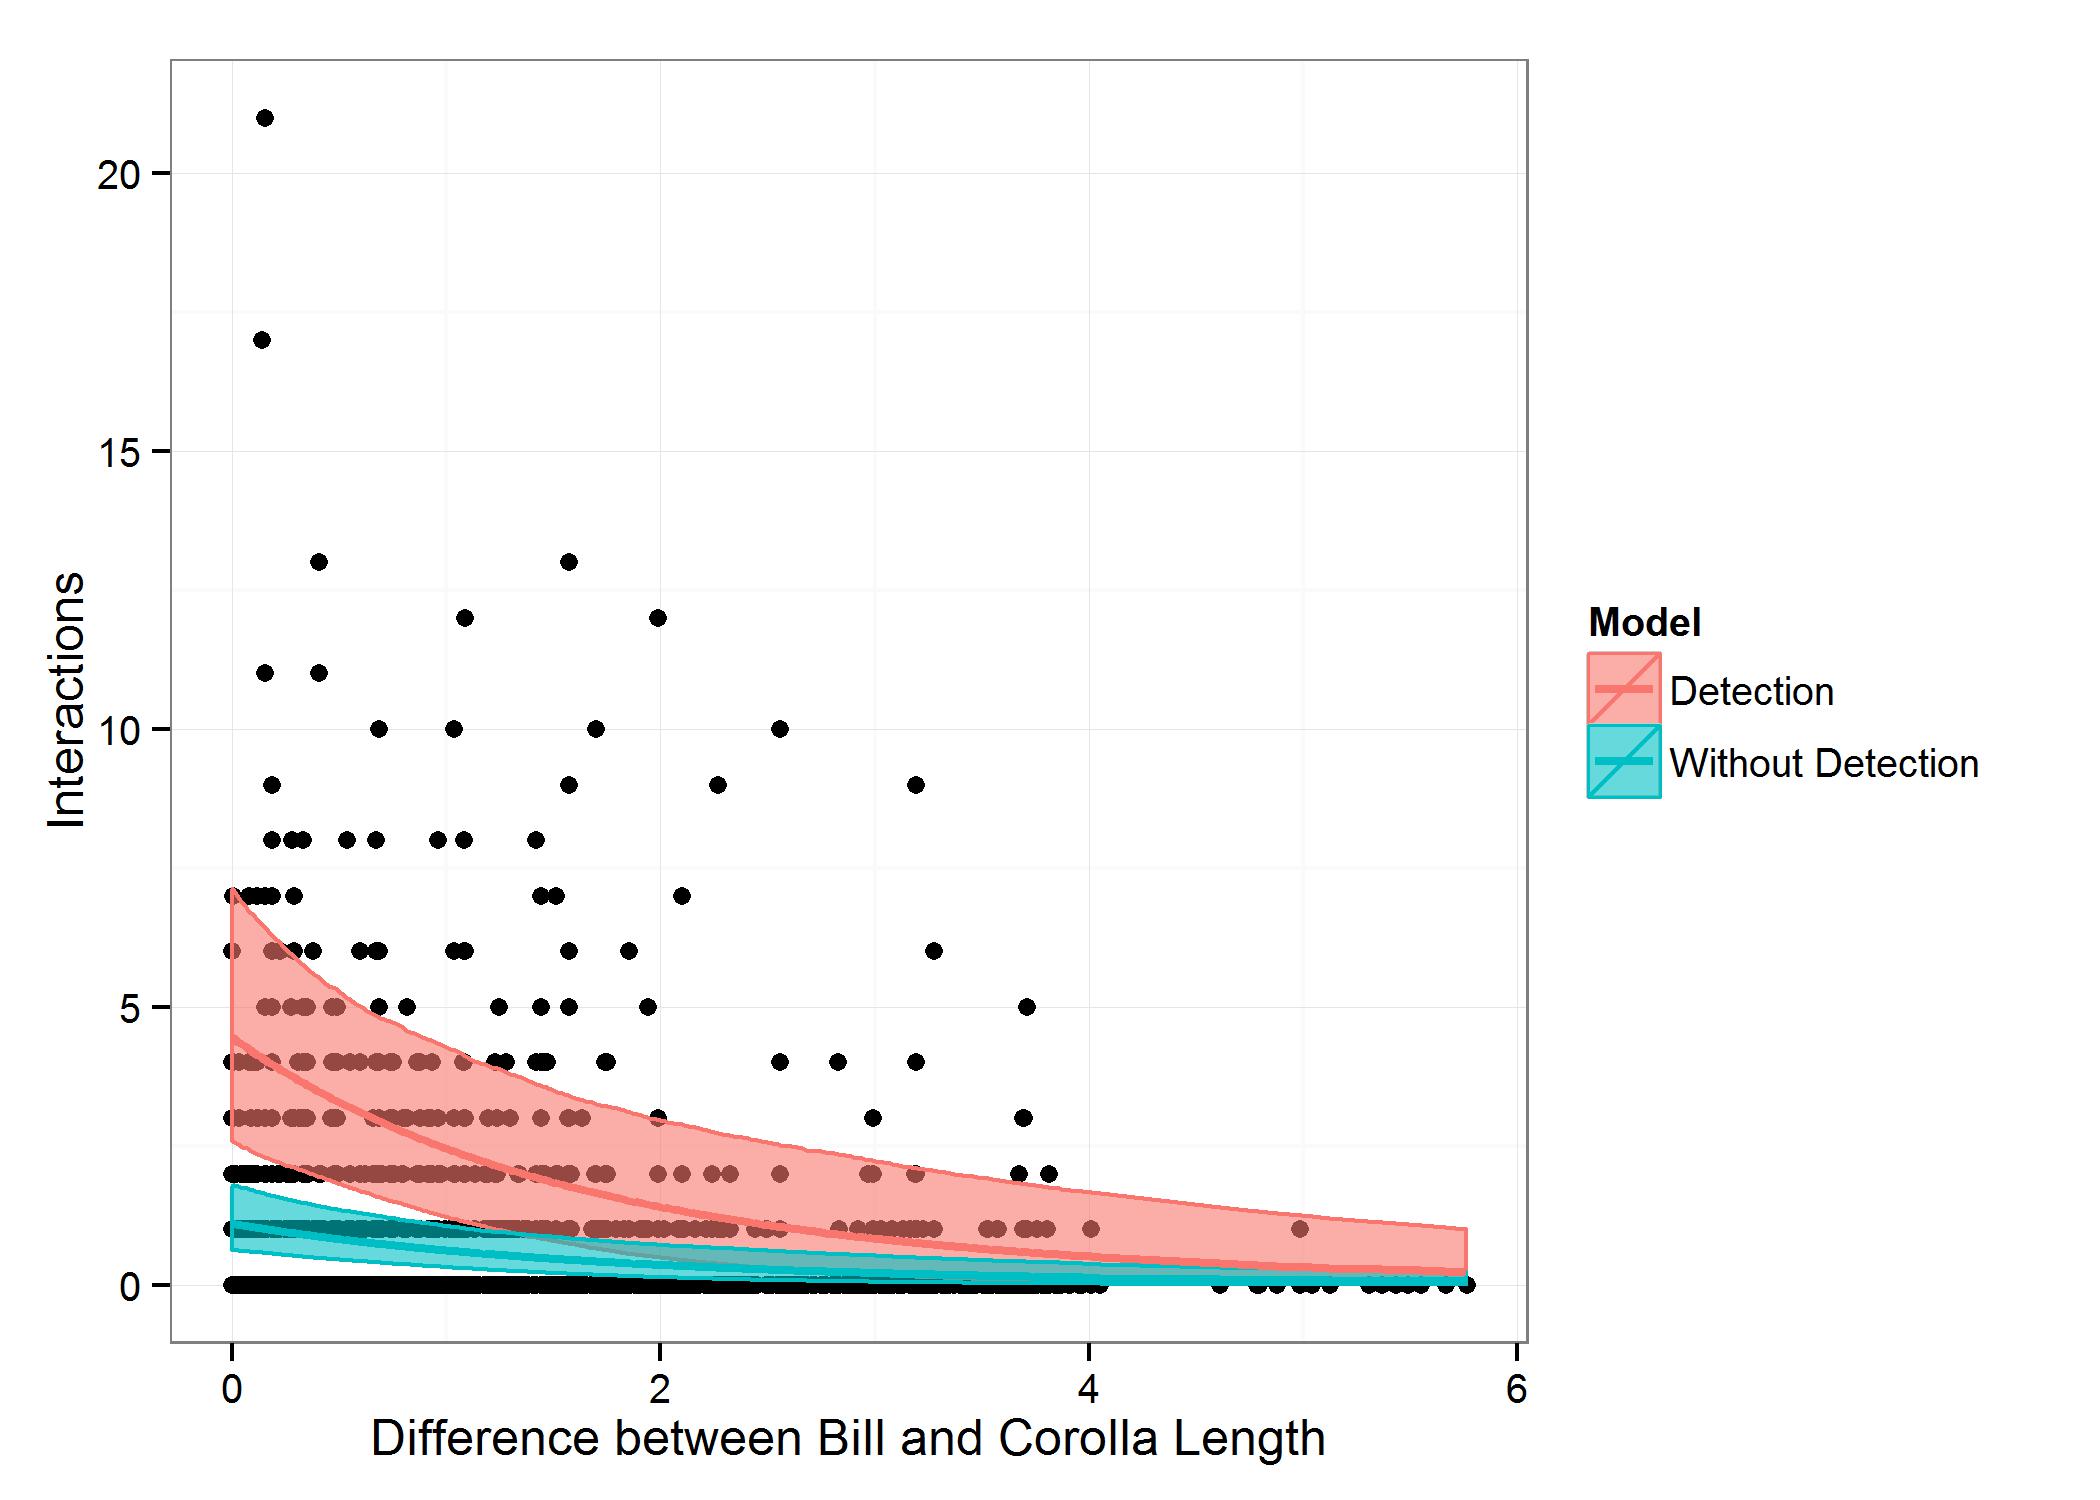 20
15
10
5
0
Interactions
0 2 4 6
Difference between Bill and Corolla Length
Model
Detection
Without Detection